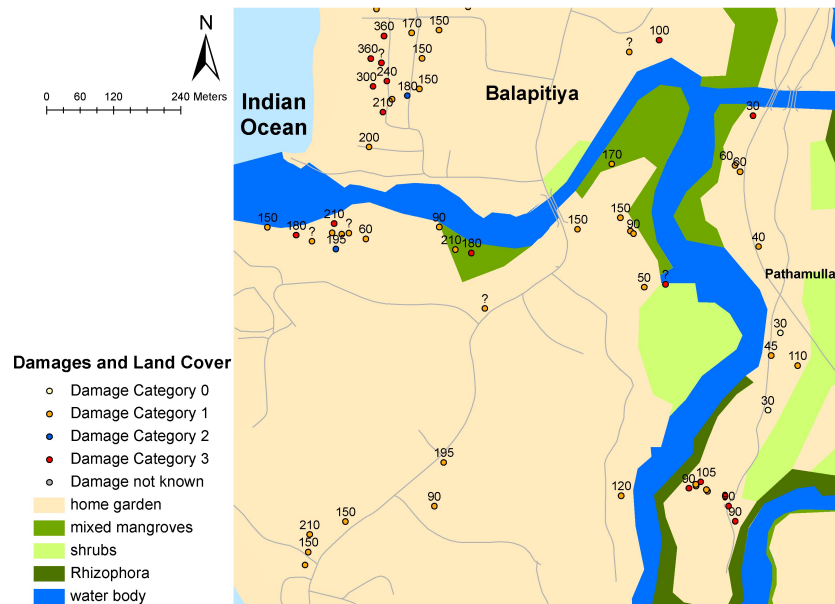 N
0 60 120 240 Meters
Indian
Ocean
Balapitiya
Pathamulla
360
170
150
100
360
?
150
?
300
240
180
150
210
30
200
170
60
60
150
180
210
?
?
195
60
90
210
180
150
150
90
40
50
?
?
30
45
110
30
195
90
120
90
105
90
90
210
150
150
Damages and Land Cover
Damage Category 0
Damage Category 1
Damage Category 2
Damage Category 3
Damage not known
home garden
mixed mangroves
shrubs
Rhizophora
water body